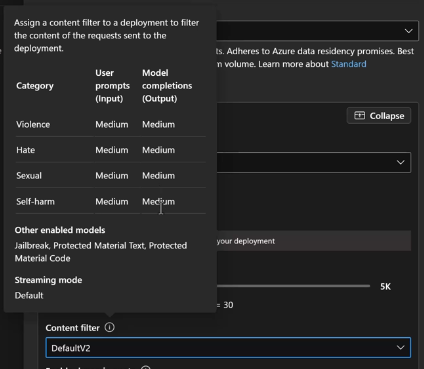 Assign a content filter to a deployment to filter
the content of the requests sent to the
deployment.
Category
User
prompts
(Input)
Model
completions
(Output)
Violence Medium Medium
Hate Medium Medium
Sexual Medium Medium
Self-harm Medium Medium
Other enabled models
Jailbreak, Protected Material Text, Protected
Material Code
Streaming mode
Default
Adheres to Azure data residency promises. Best
volume. Learn more about Standard
Collapse
your deployment
5K
= 30
Content filter
DefaultV2